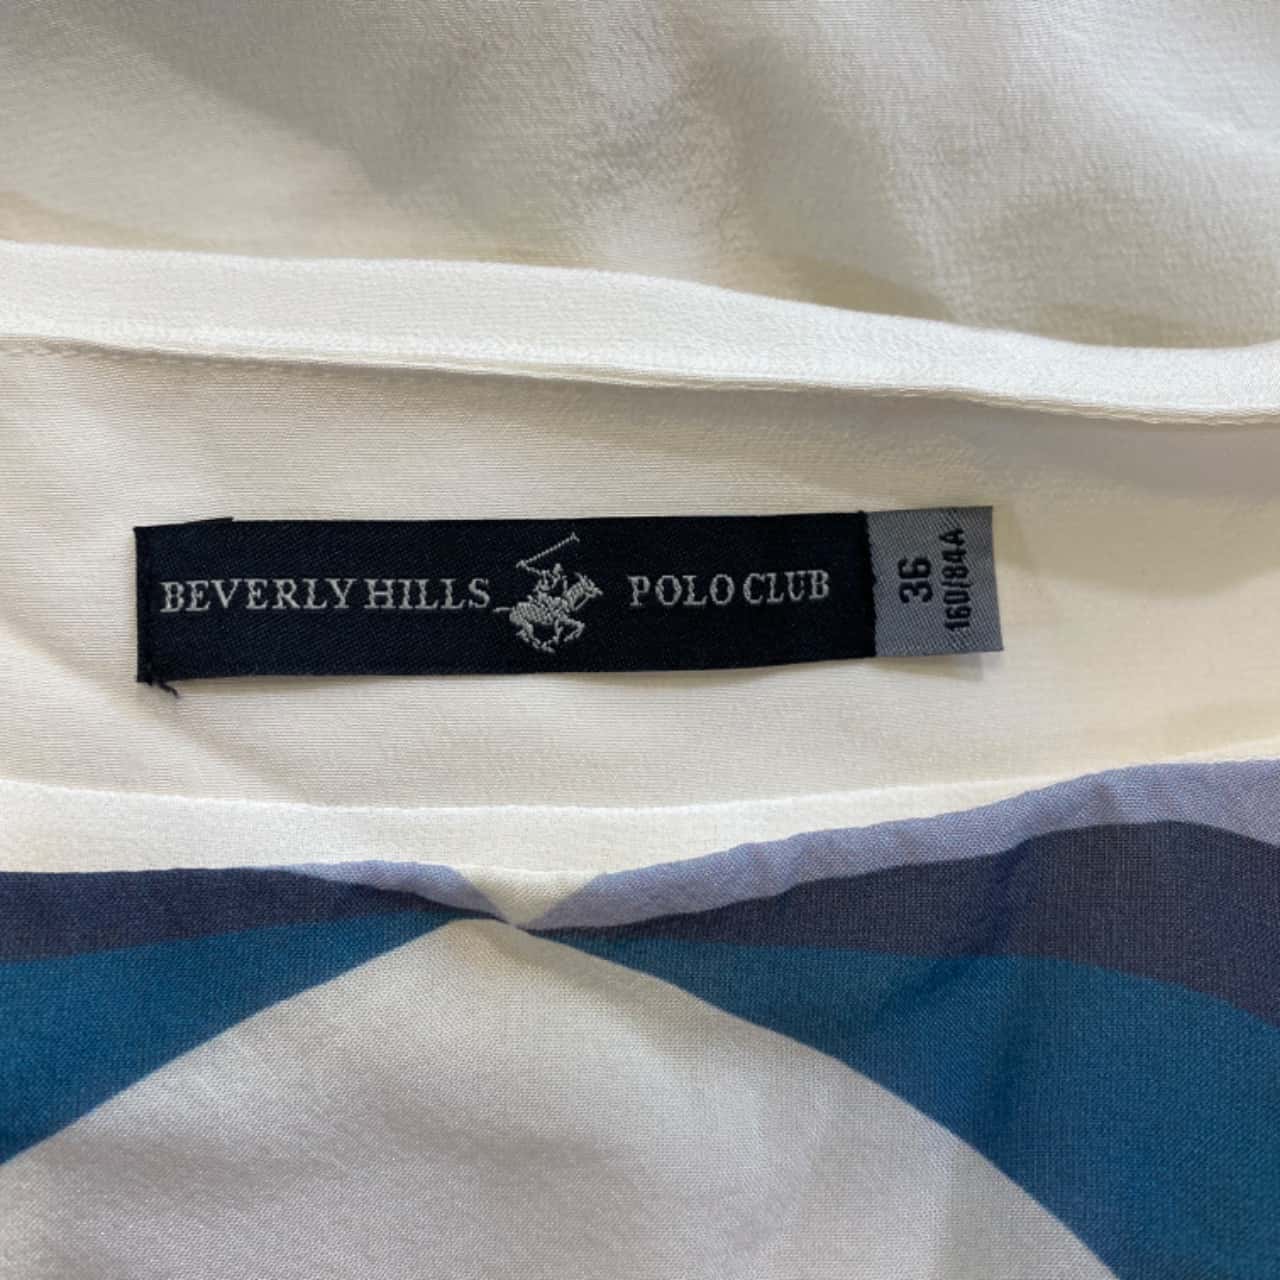 BEVERLY HILLS POLO CLUB
36
160/84A